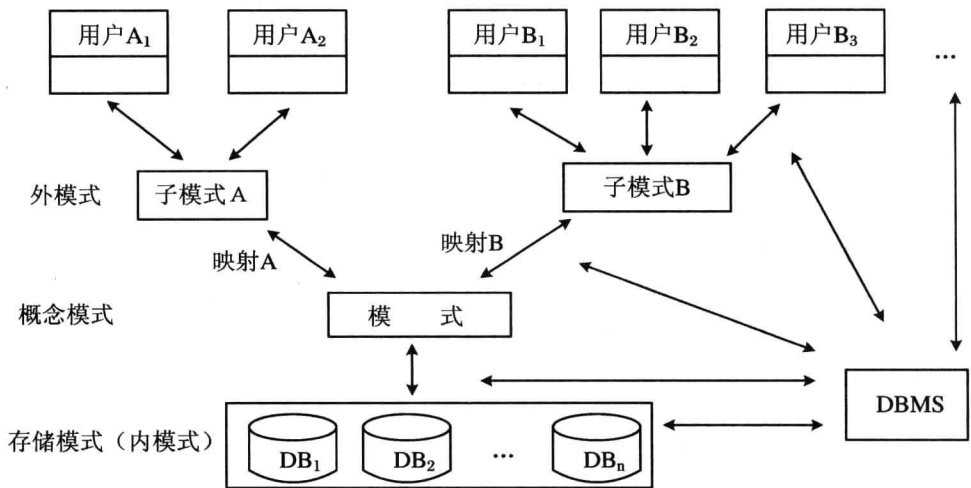 用户A₁ 用户A₂ 用户B₁ 用户B₂ 用户B₃ ...
外模式 子模式 A 子模式B
映射A 映射B
概念模式 模 式
DBMS
存储模式（内模式） DB₁ DB₂ ... DBₙ